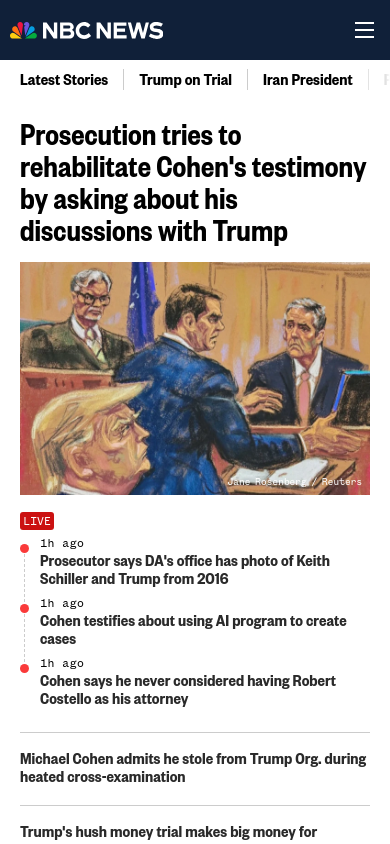 NBC NEWS
Latest Stories
Trump on Trial
Iran President
Prosecution tries to
rehabilitate Cohen's testimony
by asking about his
discussions with Trump
Jane Rosenberg / Reuters
LIVE
1h ago
Prosecutor says DA's office has photo of Keith
Schiller and Trump from 2016
1h ago
Cohen testifies about using AI program to create
cases
1h ago
Cohen says he never considered having Robert
Costello as his attorney
Michael Cohen admits he stole from Trump Org. during
heated cross-examination
Trump's hush money trial makes big money for